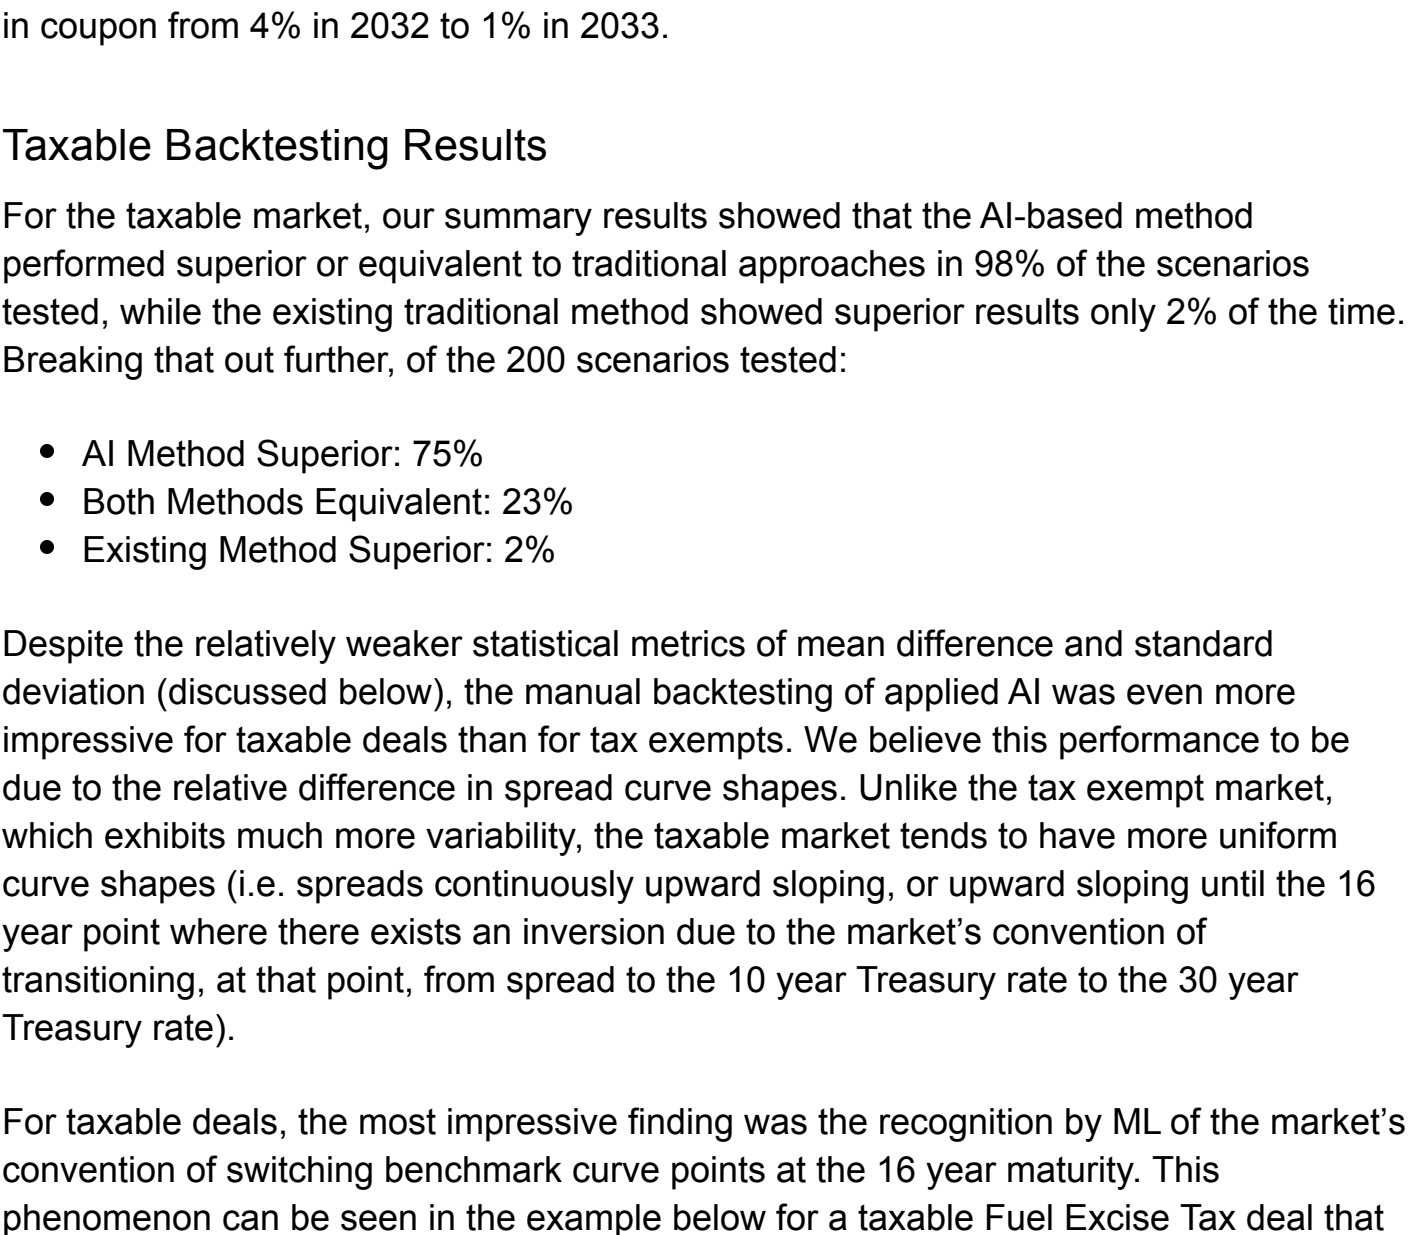 in coupon from 4% in 2032 to 1% in 2033.
Taxable Backtesting Results
For the taxable market, our summary results showed that the AI-based method
performed superior or equivalent to traditional approaches in 98% of the scenarios
tested, while the existing traditional method showed superior results only 2% of the time.
Breaking that out further, of the 200 scenarios tested:
• AI Method Superior: 75%
• Both Methods Equivalent: 23%
• Existing Method Superior: 2%
Despite the relatively weaker statistical metrics of mean difference and standard
deviation (discussed below), the manual backtesting of applied AI was even more
impressive for taxable deals than for tax exempts. We believe this performance to be
due to the relative difference in spread curve shapes. Unlike the tax exempt market,
which exhibits much more variability, the taxable market tends to have more uniform
curve shapes (i.e. spreads continuously upward sloping, or upward sloping until the 16
year point where there exists an inversion due to the market’s convention of
transitioning, at that point, from spread to the 10 year Treasury rate to the 30 year
Treasury rate).
For taxable deals, the most impressive finding was the recognition by ML of the market’s
convention of switching benchmark curve points at the 16 year maturity. This
phenomenon can be seen in the example below for a taxable Fuel Excise Tax deal that